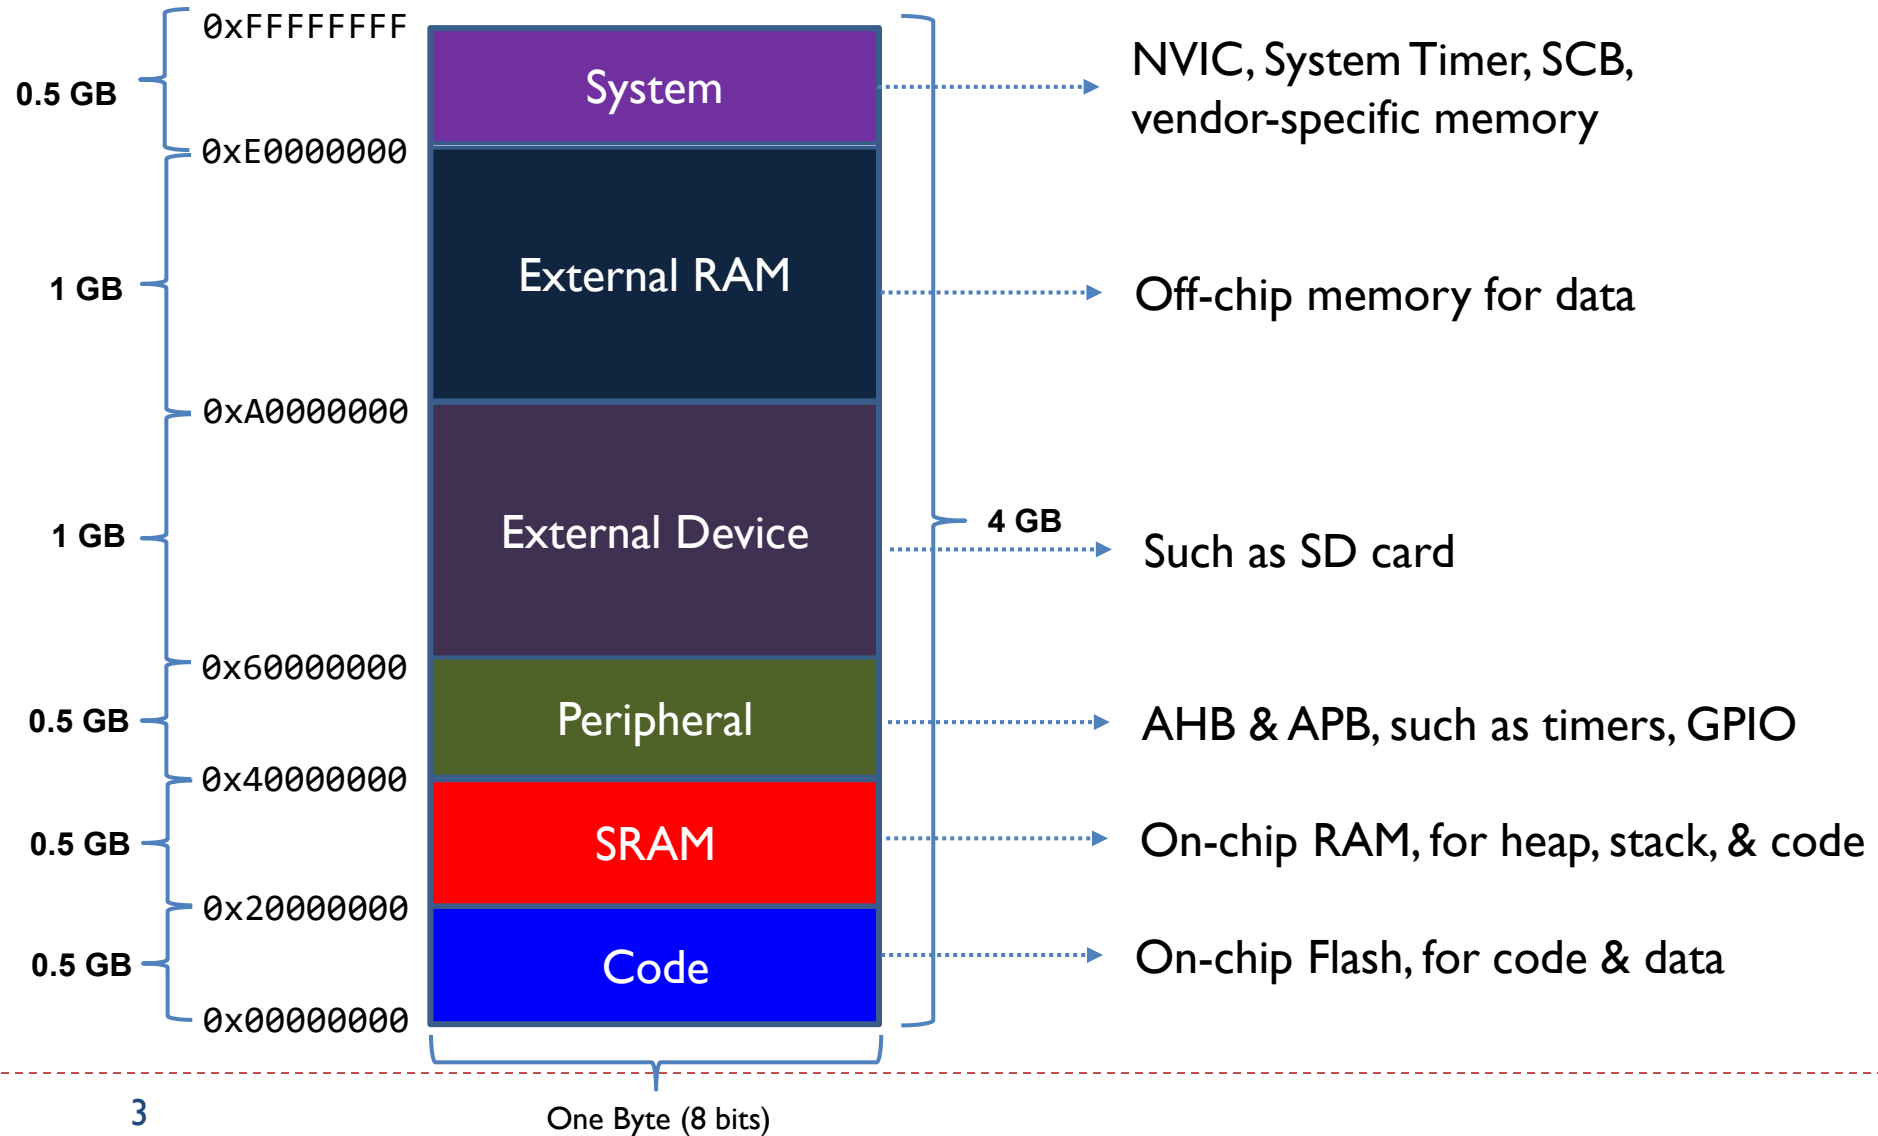 0xFFFFFFFF
System
NVIC, System Timer, SCB,
vendor-specific memory
0.5 GB
0xE0000000
External RAM
Off-chip memory for data
1 GB
0xA0000000
External Device
4 GB
Such as SD card
1 GB
0x60000000
Peripheral
AHB & APB, such as timers, GPIO
0.5 GB
0x40000000
SRAM
On-chip RAM, for heap, stack, & code
0.5 GB
0x20000000
Code
On-chip Flash, for code & data
0.5 GB
0x00000000
3
One Byte (8 bits)